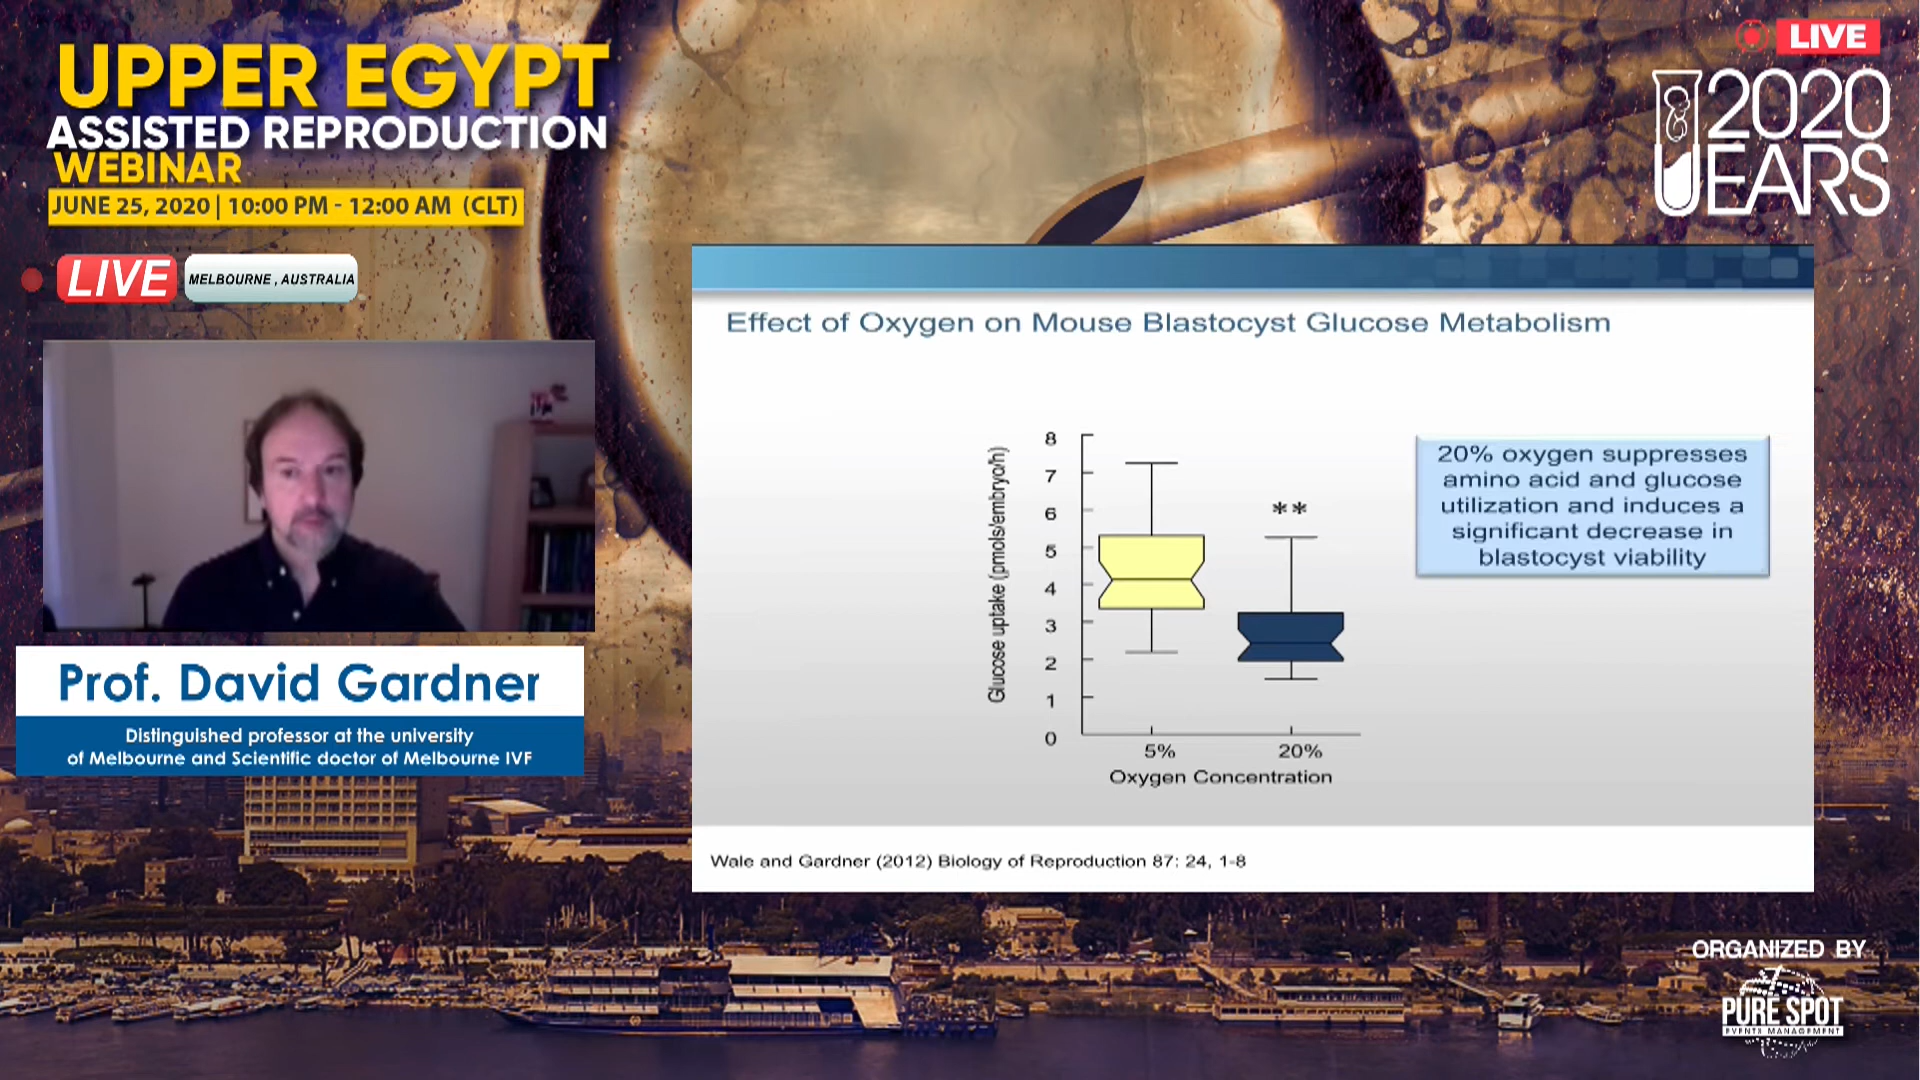 UPPER EGYPT
ASSISTED REPRODUCTION
WEBINAR
JUNE 25, 2020 | 10:00 PM - 12:00 AM (CLT)
LIVE
MELBOURNE , AUSTRALIA
Prof. David Gardner
Distinguished professor at the university
of Melbourne and Scientific doctor of Melbourne IVF
LIVE
2020
UEARS
Effect of Oxygen on Mouse Blastocyst Glucose Metabolism
Glucose uptake (pmols/embryo/h)
8
7
6
5
4
3
2
1
0
**
5% 20%
Oxygen Concentration
20% oxygen suppresses
amino acid and glucose
utilization and induces a
significant decrease in
blastocyst viability
Wale and Gardner (2012) Biology of Reproduction 87: 24, 1-8
ORGANIZED BY
PURE SPOT
EVENTS MANAGEMENT